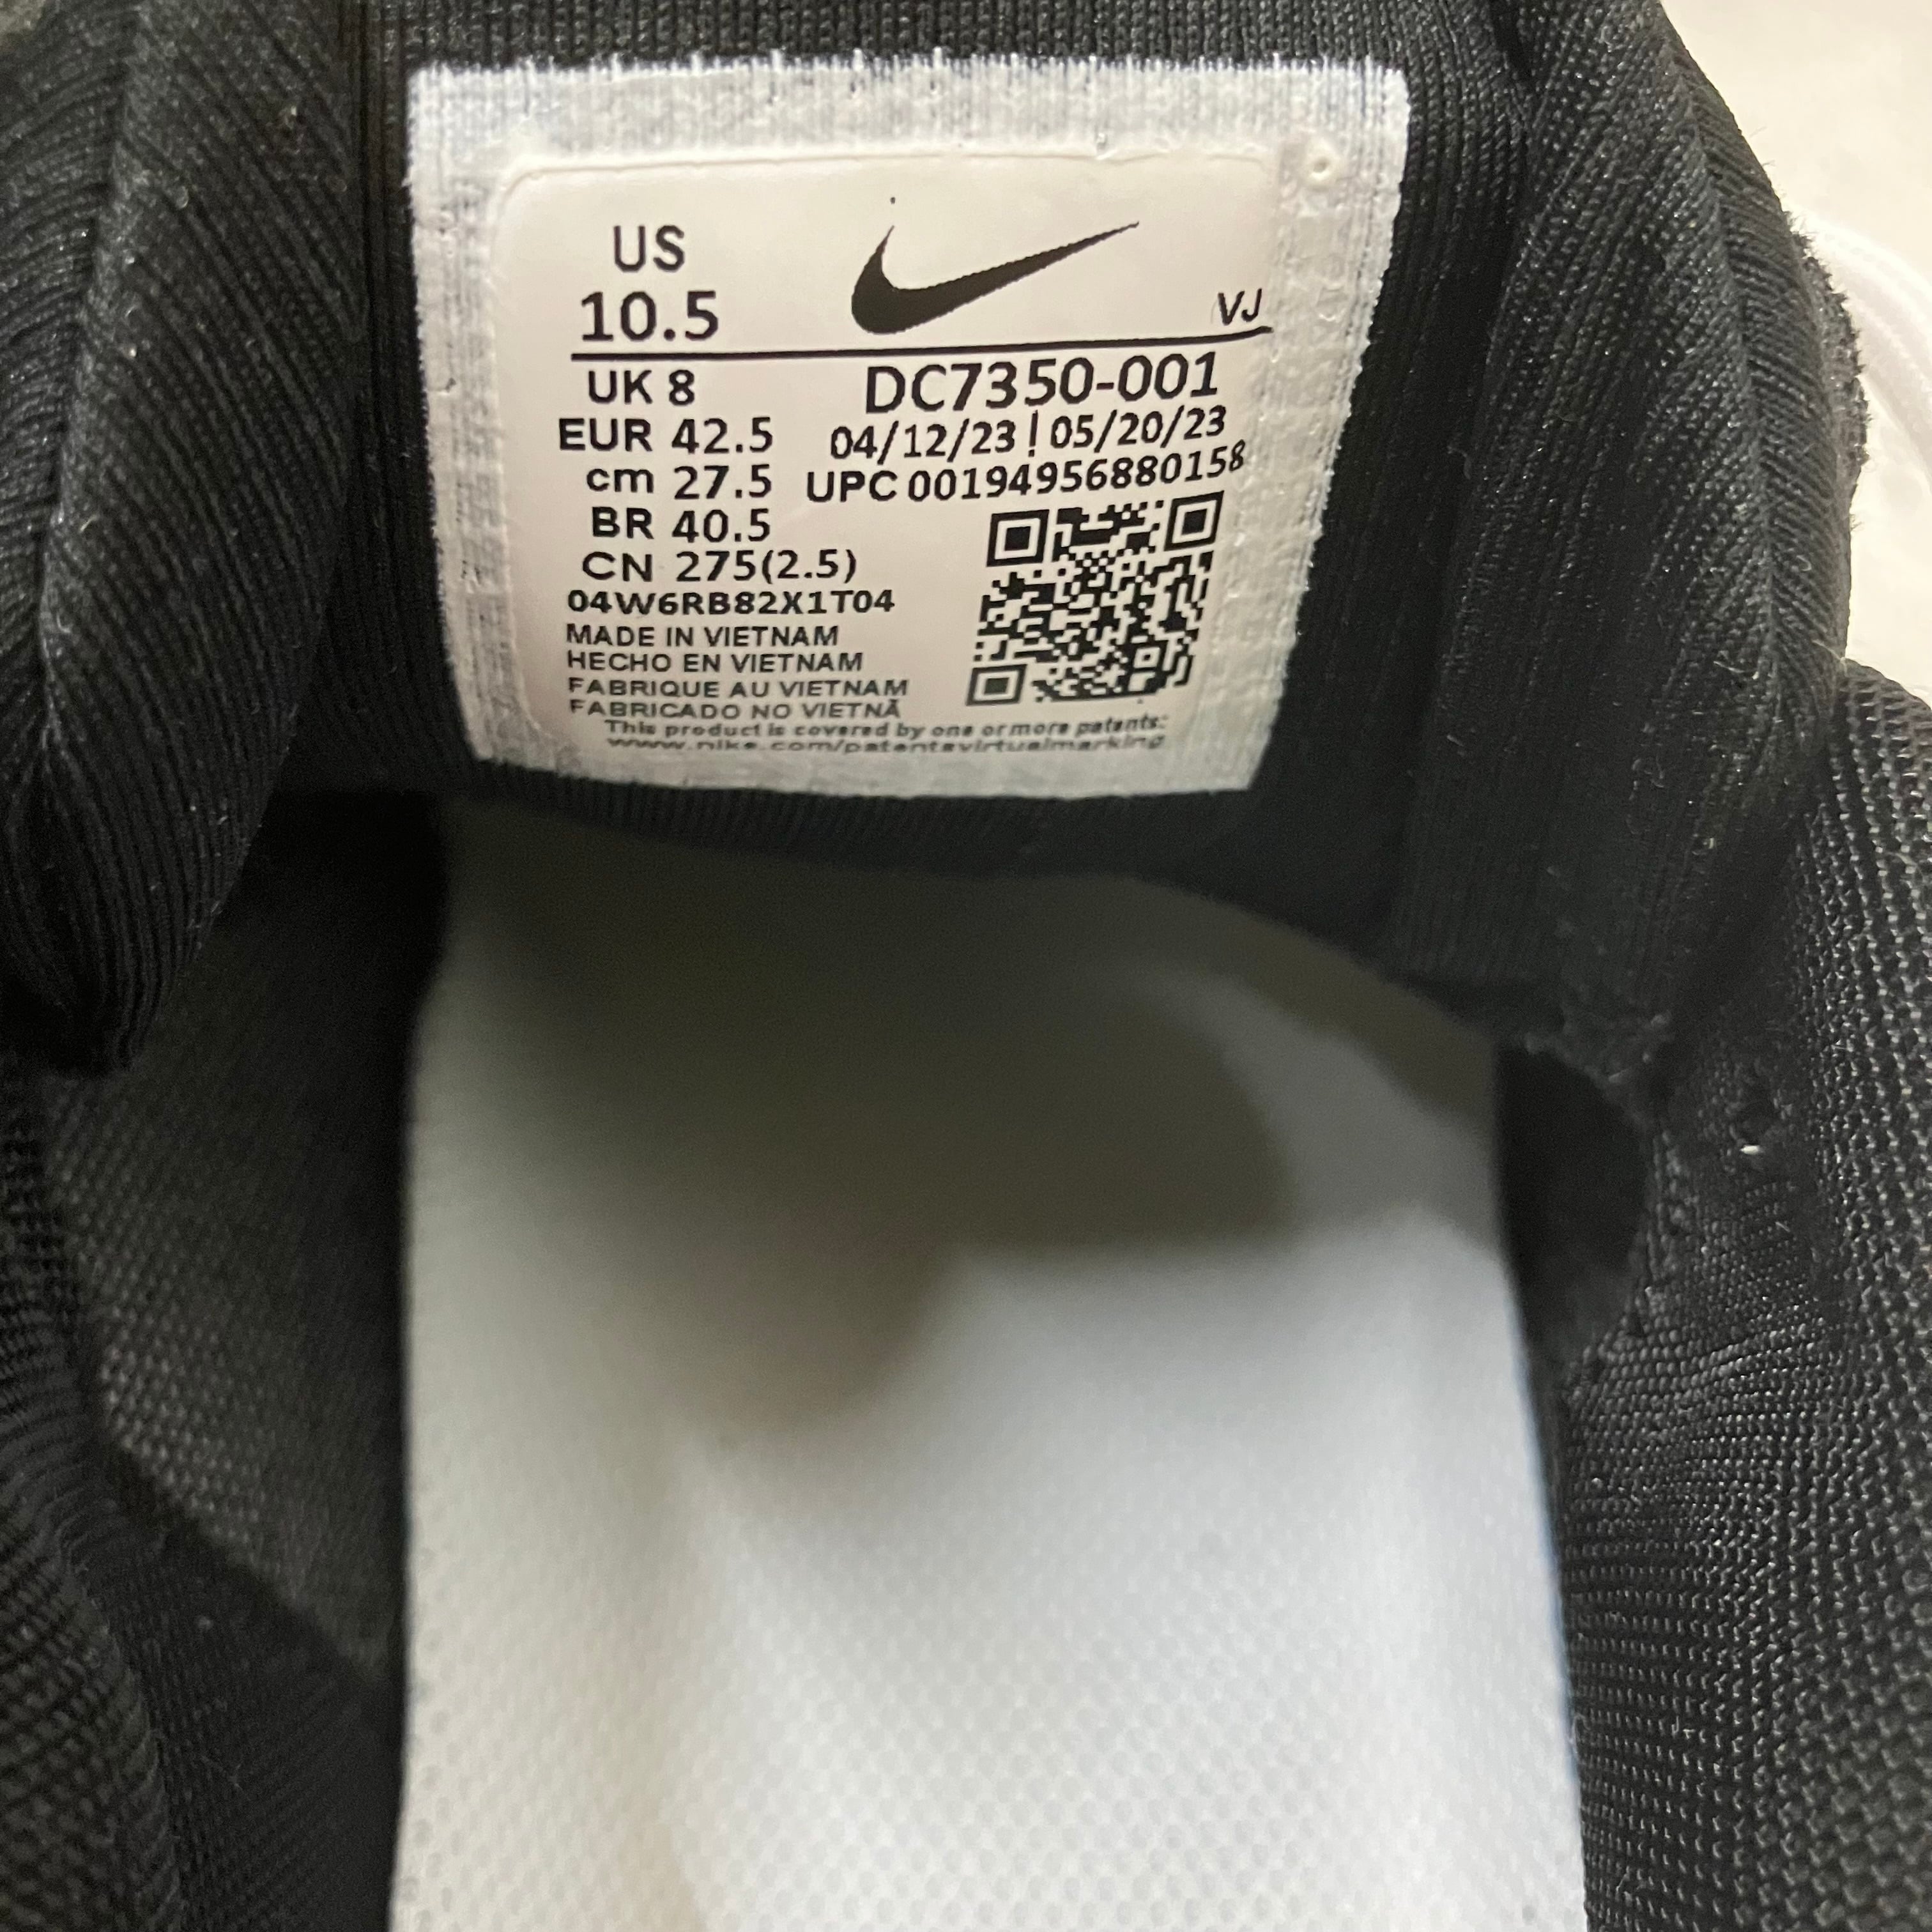 US
10.5
VJ
UK 8
DC7350-001
EUR 42.5
04/12/23 ! 05/20/23
cm 27.5
UPC 00194956880158
BR 40.5
CN 275(2.5)
04W6RB82X1T04
MADE IN VIETNAM
HECHO EN VIETNAM
FABRIQUE AU VIETNAM
FABRICADO NO VIETNÃ
This product is covered by one or more patents:
www.nike.com/patentsvirtualmarking